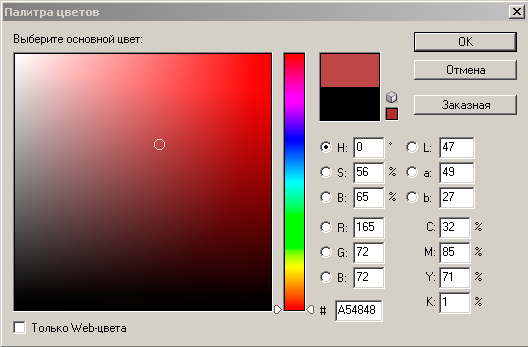 Палитра цветов
Выберите основной цвет:
OK
Отмена
Заказная
H: 0 °
S: 56 %
B: 65 %
R: 165
G: 72
B: 72
# A54848
L: 47
a: 49
b: 27
C: 32 %
M: 85 %
Y: 71 %
K: 1 %
Только Web-цвета